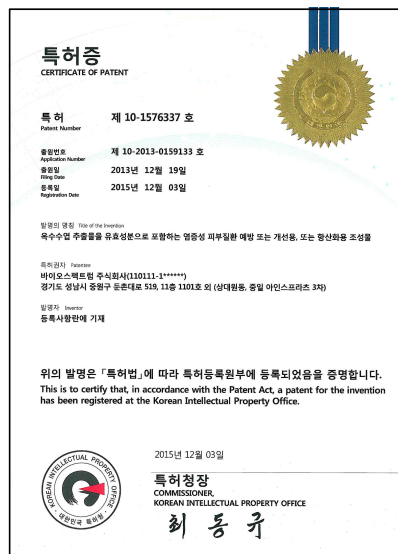 특허증
CERTIFICATE OF PATENT
특 허 제 10-1576337 호
Patent Number
출원번호 제 10-2013-0159133 호
Application Number
출원일 2013년 12월 19일
Filing Date
등록일 2015년 12월 03일
Registration Date
발명의 명칭 Title of the Invention
옥수수엽 추출물을 유효성분으로 포함하는 염증성 피부질환 예방 또는 개선용, 또는 항산화용 조성물
특허권자 Patentee
바이오스펙트럼 주식회사(110111-1******)
경기도 성남시 중원구 둔촌대로 519, 11층 1101호 외 (상대원동, 중일 아인스프라츠 3차)
발명자 Inventor
등록사항란에 기재
위의 발명은 「특허법」에 따라 특허등록원부에 등록되었음을 증명합니다.
This is to certify that, in accordance with the Patent Act, a patent for the invention
has been registered at the Korean Intellectual Property Office.
2015년 12월 03일
특허청장
COMMISSIONER,
KOREAN INTELLECTUAL PROPERTY OFFICE
최동규
KOREAN INTELLECTUAL PROPERTY OFFICE
대한민국 특허청